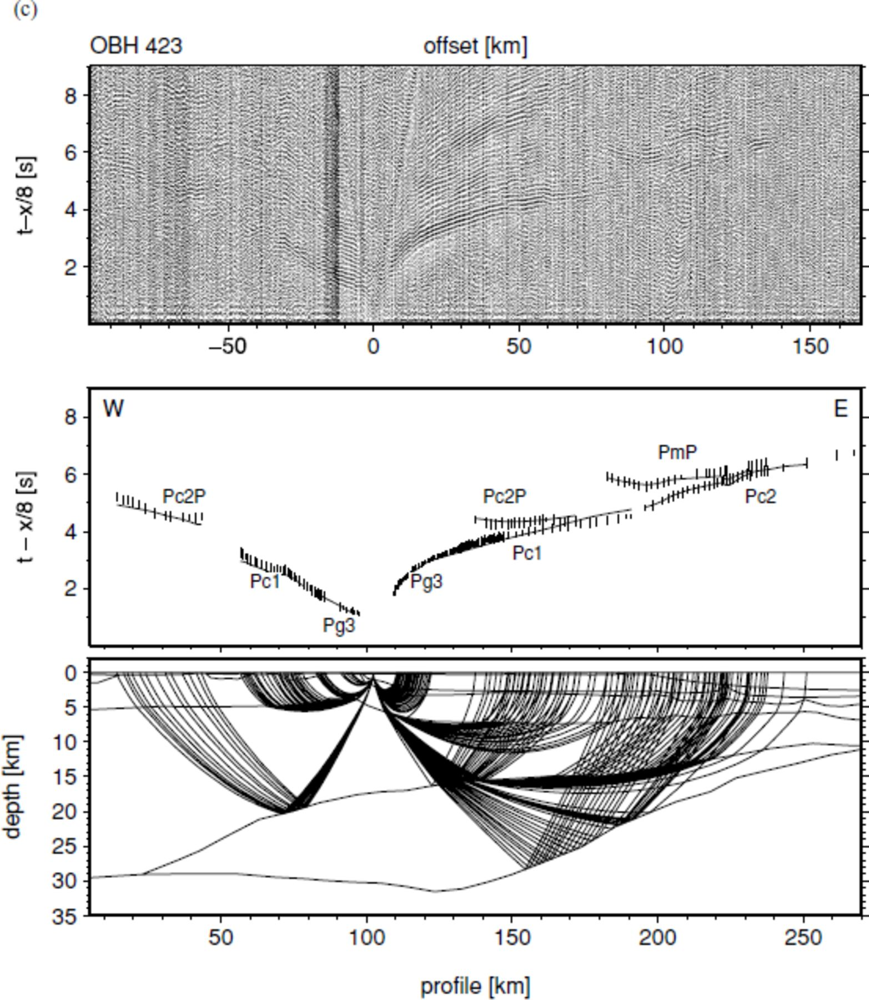 (c)
OBH 423
offset [km]
8
6
4
2
t–x/8 [s]
–50 0 50 100 150
W E
8
6
4
2
t – x/8 [s]
PmP
Pc2P Pc2P Pc2
Pc1 Pg3 Pc1
Pg3
0
5
10
15
20
25
30
35
depth [km]
50 100 150 200 250
profile [km]